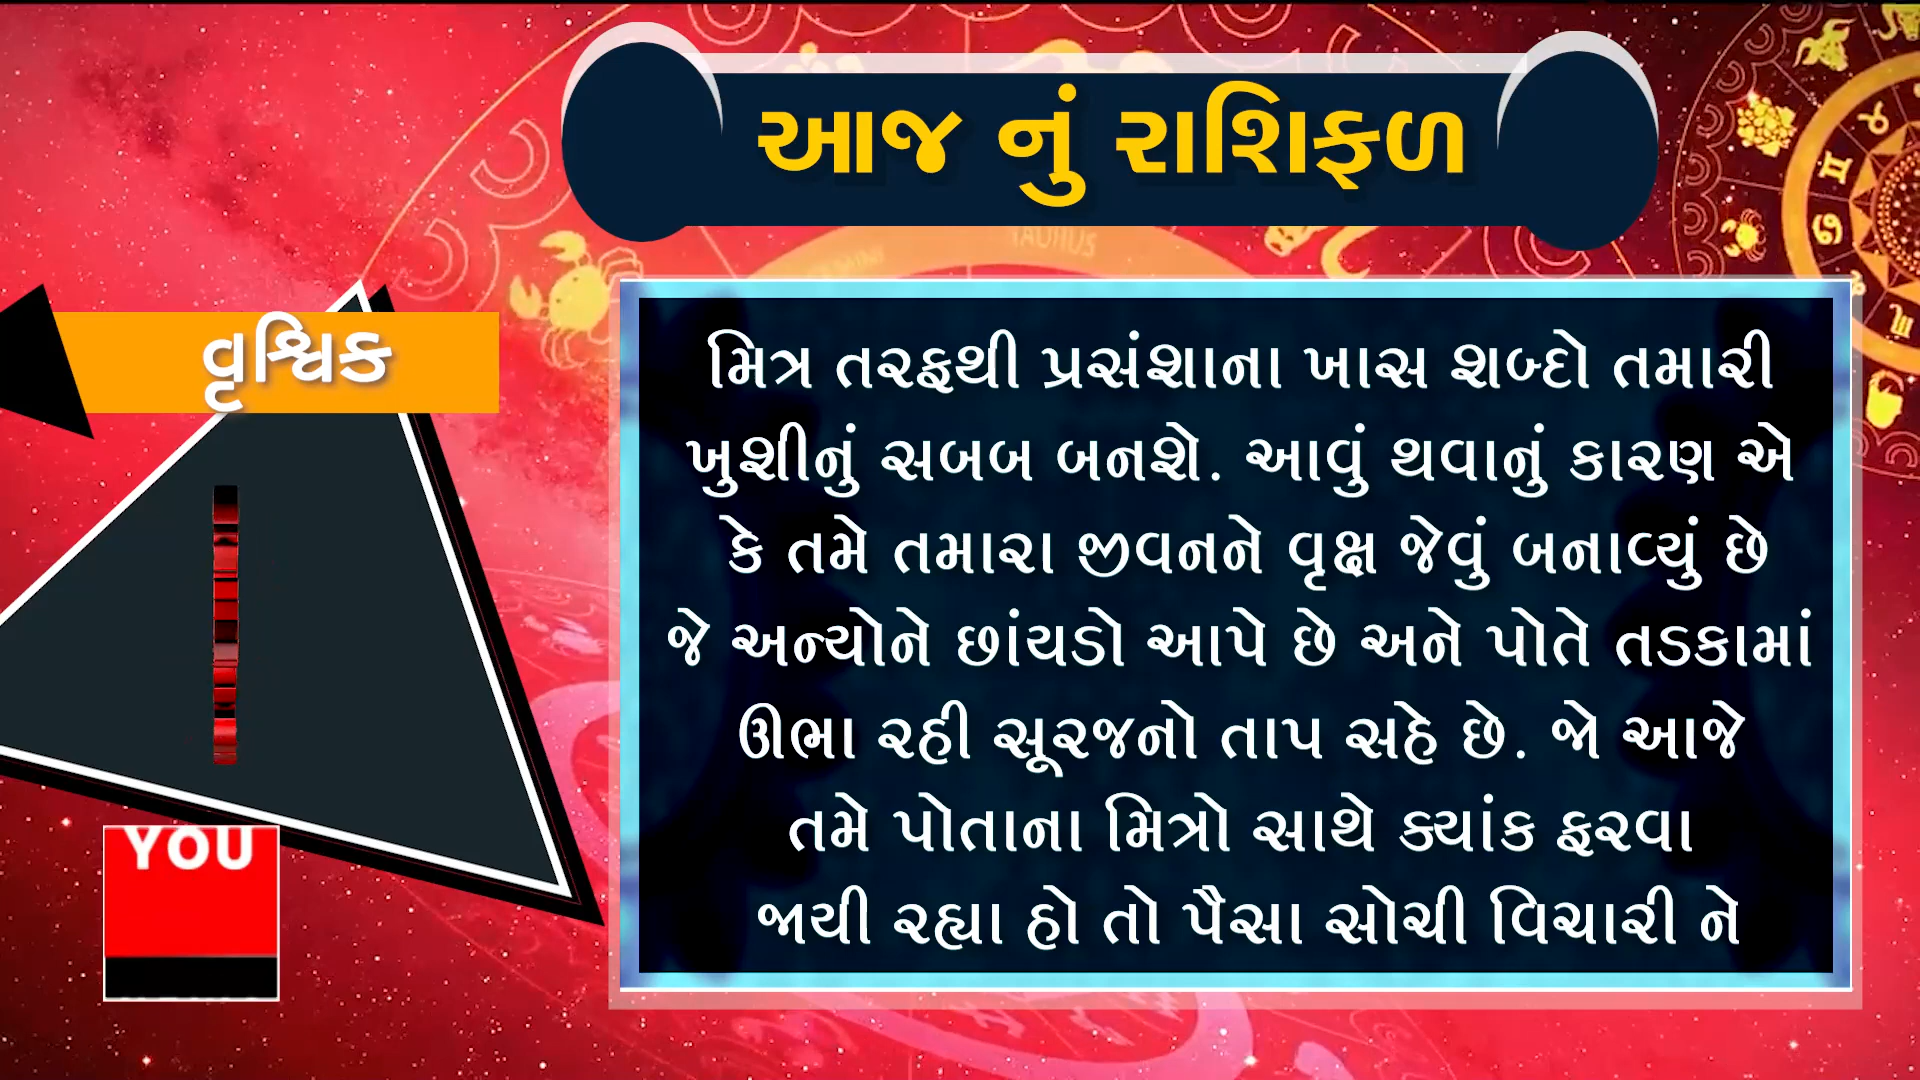 આજ નું રાશિફળ
વૃશ્વિક
મિત્ર તરફથી પ્રસંશાના ખાસ શબ્દો તમારી
ખુશીનું સબબ બનશે. આવું થવાનું કારણ એ
કે તમે તમારા જીવનને વૃક્ષ જેવું બનાવ્યું છે
જે અન્યોને છાંયડો આપે છે અને પોતે તડકામાં
ઊભા રહી સૂરજનો તાપ સહે છે. જો આજે
તમે પોતાના મિત્રો સાથે ક્યાંક ફરવા
જાયી રહ્યા હો તો પૈસા સોચી વિચારી ને
YOU